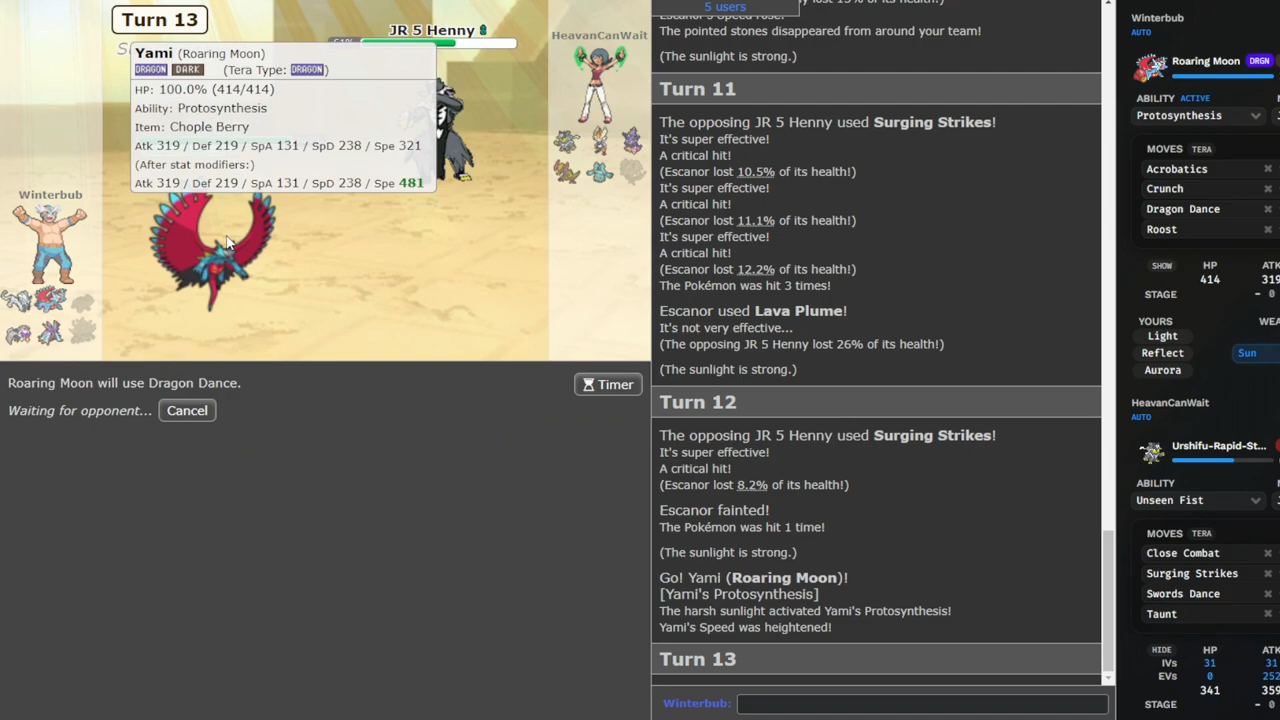 Turn 13
JR 5 Henny
61%
HeavanCanWait
Yami (Roaring Moon)
DRAGON DARK (Tera Type: DRAGON)
HP: 100.0% (414/414)
Ability: Protosynthesis
Item: Chople Berry
Atk 319 / Def 219 / SpA 131 / SpD 238 / Spe 321
(After stat modifiers:)
Atk 319 / Def 219 / SpA 131 / SpD 238 / Spe 481
Winterbub
Roaring Moon will use Dragon Dance.
Timer
Waiting for opponent... Cancel
5 users
The pointed stones disappeared from around your team!
(The sunlight is strong.)
Turn 11
The opposing JR 5 Henny used Surging Strikes!
It's super effective!
A critical hit!
(Escanor lost 10.5% of its health!)
It's super effective!
A critical hit!
(Escanor lost 11.1% of its health!)
It's super effective!
A critical hit!
(Escanor lost 12.2% of its health!)
The Pokémon was hit 3 times!
Escanor used Lava Plume!
It's not very effective...
(The opposing JR 5 Henny lost 26% of its health!)
(The sunlight is strong.)
Turn 12
The opposing JR 5 Henny used Surging Strikes!
It's super effective!
A critical hit!
(Escanor lost 8.2% of its health!)
Escanor fainted!
The Pokémon was hit 1 time!
(The sunlight is strong.)
Go! Yami (Roaring Moon)!
[Yami's Protosynthesis]
The harsh sunlight activated Yami's Protosynthesis!
Yami's Speed was heightened!
Turn 13
Winterbub:
Winterbub
AUTO
Roaring Moon DRGN
ABILITY ACTIVE
Protosynthesis
MOVES TERA
Acrobatics
Crunch
Dragon Dance
Roost
SHOW HP ATK
414 319
STAGE - 0
YOURS WEA
Light
Reflect Sun
Aurora
HeavanCanWait
AUTO
Urshifu-Rapid-St...
ABILITY
Unseen Fist
MOVES TERA
Close Combat
Surging Strikes
Swords Dance
Taunt
HIDE HP ATK
IVs 31 31
EVs 0 252
341 359
STAGE - 0